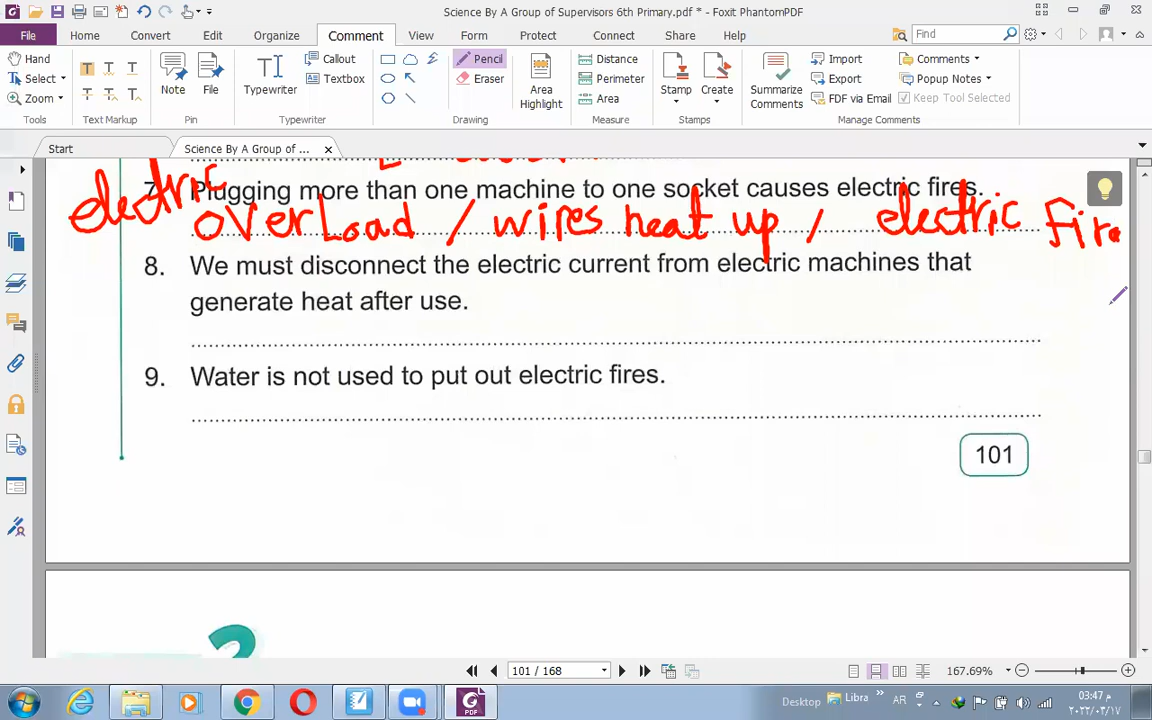 Science By A Group of Supervisors 6th Primary.pdf * - Foxit PhantomPDF
File Home Convert Edit Organize Comment View Form Protect Connect Share Help Find
Hand Select Zoom Tools
Text Markup
Note File
Typewriter Callout Textbox Typewriter
Pencil Eraser Drawing
Distance Perimeter Area Area Highlight Measure
Stamp Create Stamps
Summarize Comments Import Export FDF via Email Comments Popup Notes Keep Tool Selected Manage Comments
Start Science By A Group of ...
7. Plugging more than one machine to one socket causes electric fires.
electric overload / wires heat up / electric fire
8. We must disconnect the electric current from electric machines that
generate heat after use.
9. Water is not used to put out electric fires.
101
2
101 / 168 167.69%
Desktop Libra » AR 03:47 م
٢٠٢٢/٠٣/١٧